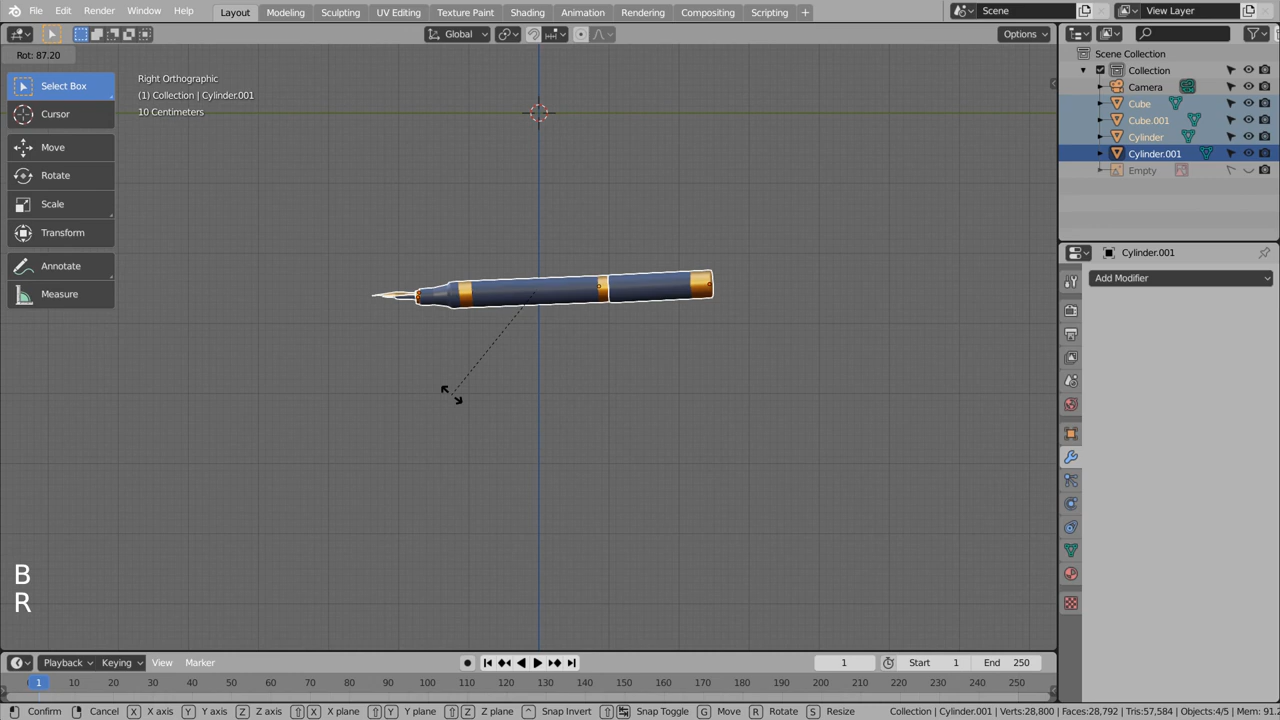 File Edit Render Window Help
Layout Modeling Sculpting UV Editing Texture Paint Shading Animation Rendering Compositing Scripting +
Scene
View Layer
Global
Options
Rot: 87.20
Select Box
Cursor
Move
Rotate
Scale
Transform
Annotate
Measure
Right Orthographic
(1) Collection | Cylinder.001
10 Centimeters
B
R
Scene Collection
Collection
Camera
Cube
Cube.001
Cylinder
Cylinder.001
Empty
Cylinder.001
Add Modifier
Playback Keying View Marker
1
Start 1
End 250
1 10 20 30 40 50 60 70 80 90 100 110 120 130 140 150 160 170 180 190 200 210 220 230 240 250
Confirm Cancel X X axis Y Y axis Z Z axis X X plane Y Y plane Z Z plane Snap Invert Snap Toggle G Move R Rotate S Resize Collection | Cylinder.001 | Verts:28,800 | Faces:28,792 | Tris:57,584 | Objects:4/5 | Mem: 91.2